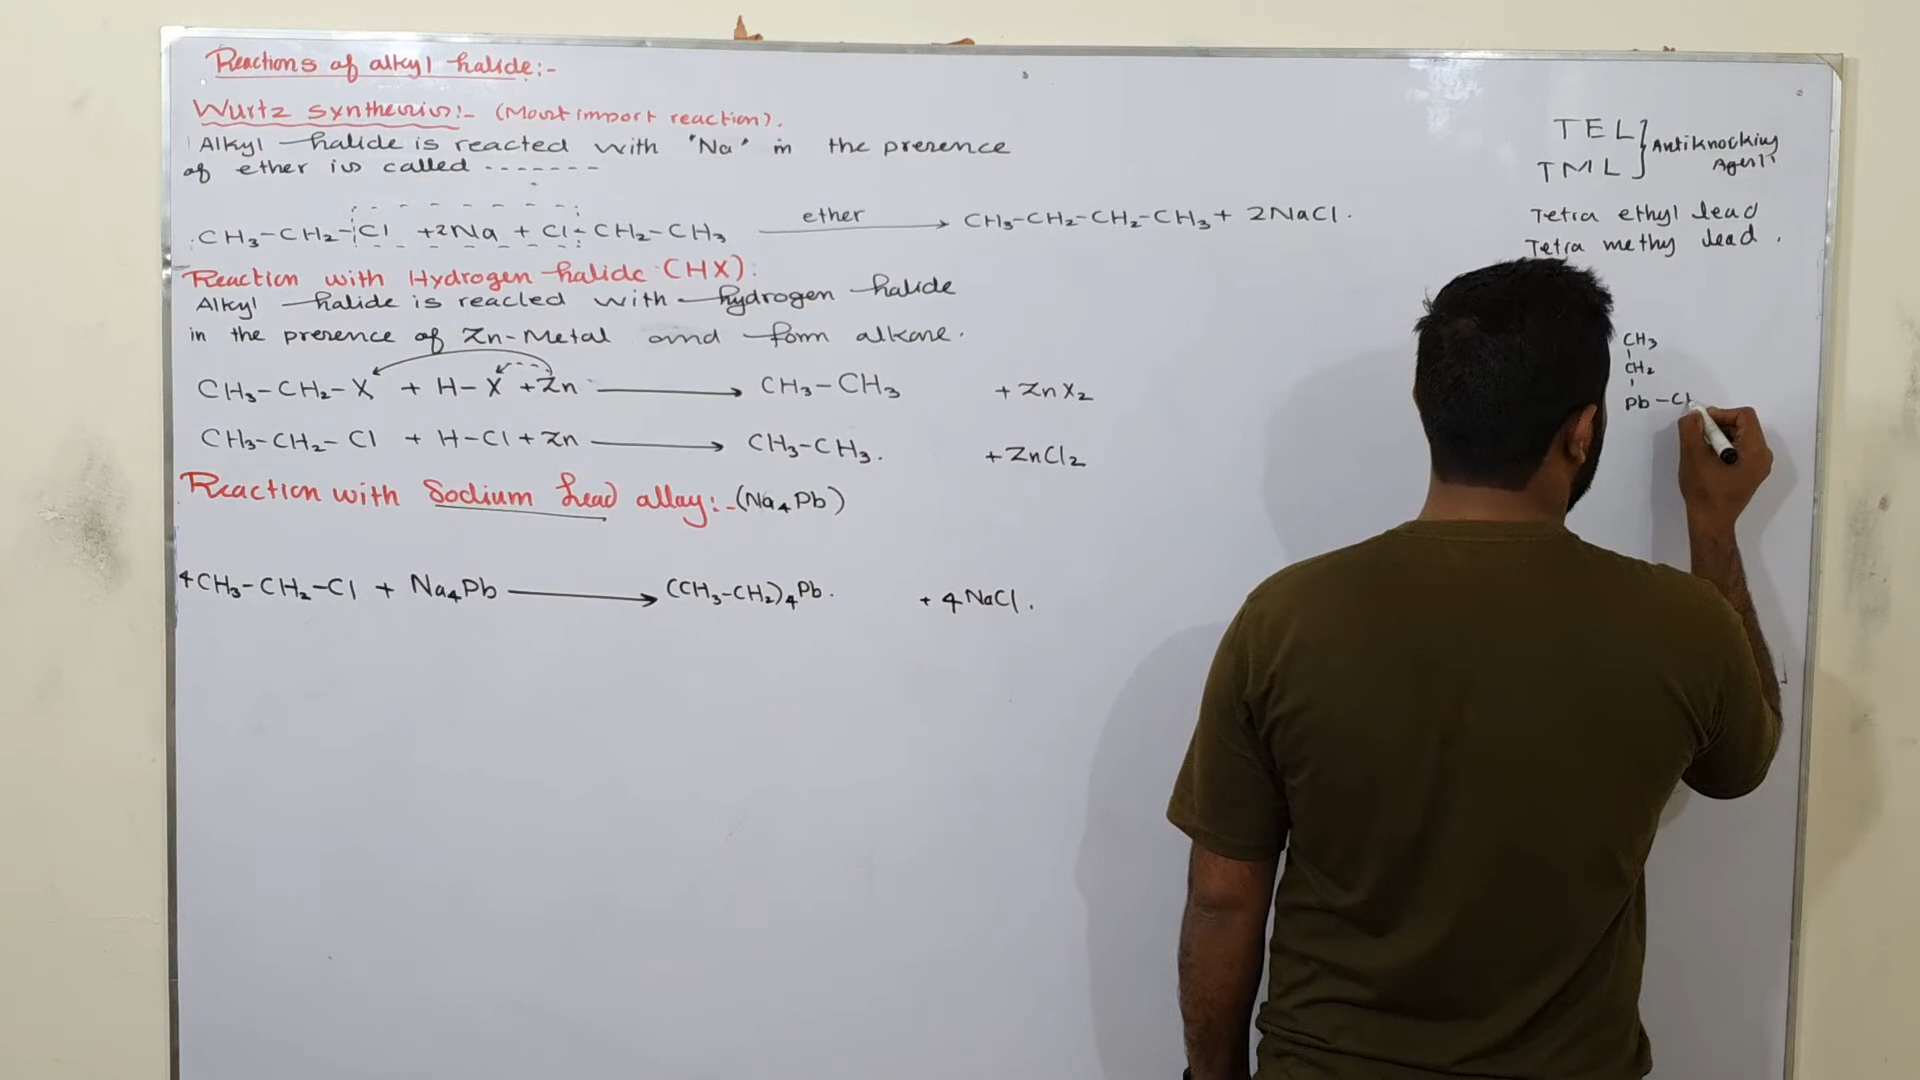 Reactions of alkyl halide:-
Wurtz synthesis:- (Most import reaction).
Alkyl halide is reacted with 'Na' in the presence
of ether is called -------
CH₃-CH₂-Cl +2Na + Cl-CH₂-CH₃ ether → CH₃-CH₂-CH₂-CH₃ + 2NaCl.
Reaction with Hydrogen halide (HX).
Alkyl halide is reacted with hydrogen halide
in the presence of Zn-Metal and form alkane.
CH₃-CH₂-X + H-X +Zn → CH₃-CH₃ + ZnX₂
CH₃-CH₂-Cl + H-Cl + Zn → CH₃-CH₃. + ZnCl₂
Reaction with Sodium Lead allay:- (Na₄Pb)
4CH₃-CH₂-Cl + Na₄Pb → (CH₃-CH₂)₄Pb. + 4NaCl.
TEL
TML
} Antiknocking
Agent
Tetra ethyl lead
Tetra methy lead.
CH₃
CH₂
Pb